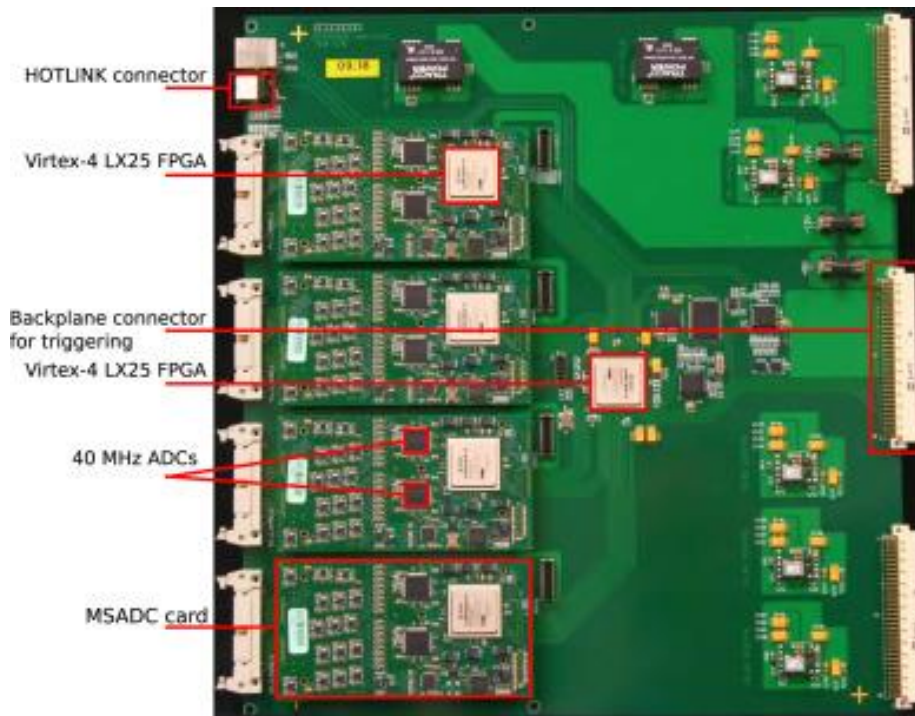 HOTLINK connector
Virtex-4 LX25 FPGA
Backplane connector
for triggering
Virtex-4 LX25 FPGA
40 MHz ADCs
MSADC card